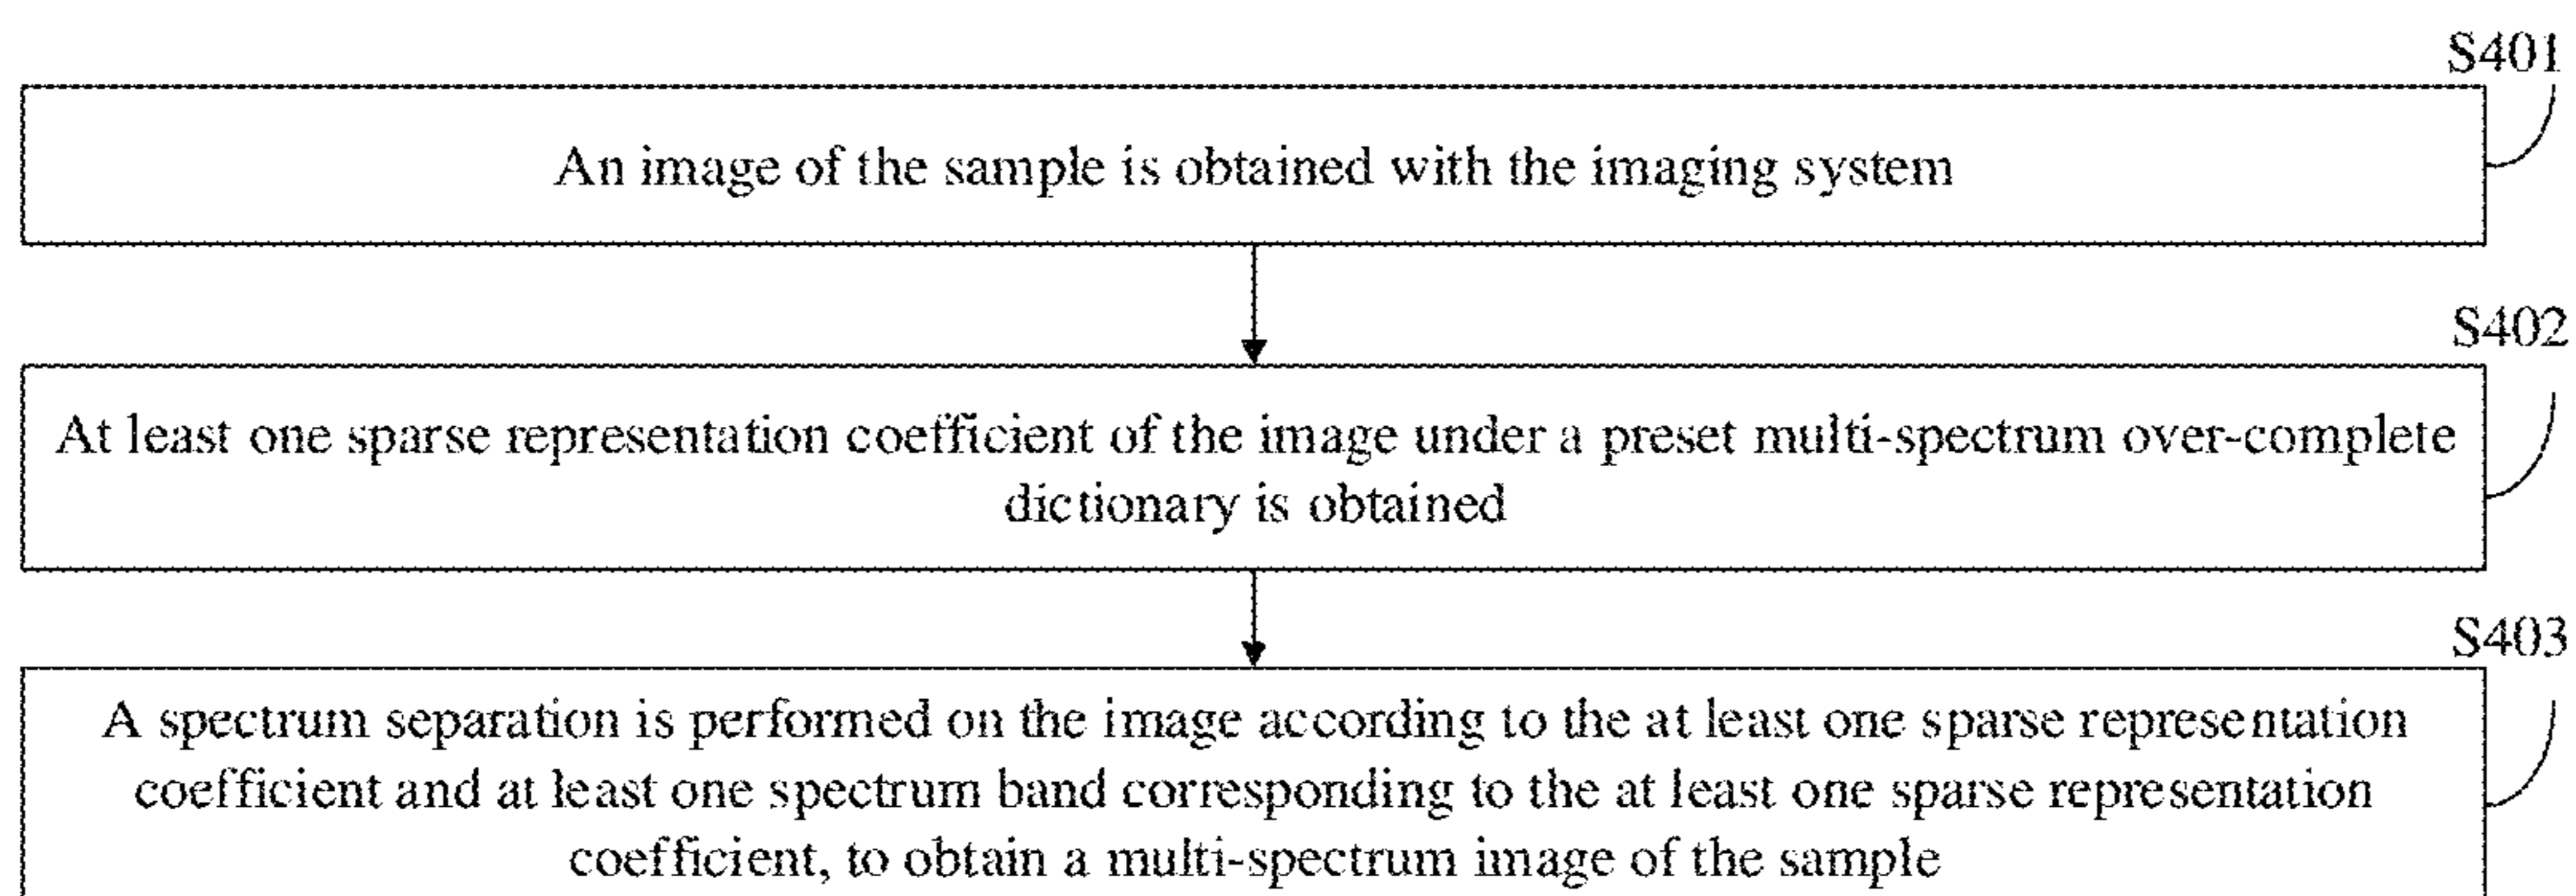 S401
An image of the sample is obtained with the imaging system
S402
At least one sparse representation coefficient of the image under a preset multi-spectrum over-complete
dictionary is obtained
S403
A spectrum separation is performed on the image according to the at least one sparse representation
coefficient and at least one spectrum band corresponding to the at least one sparse representation
coefficient, to obtain a multi-spectrum image of the sample